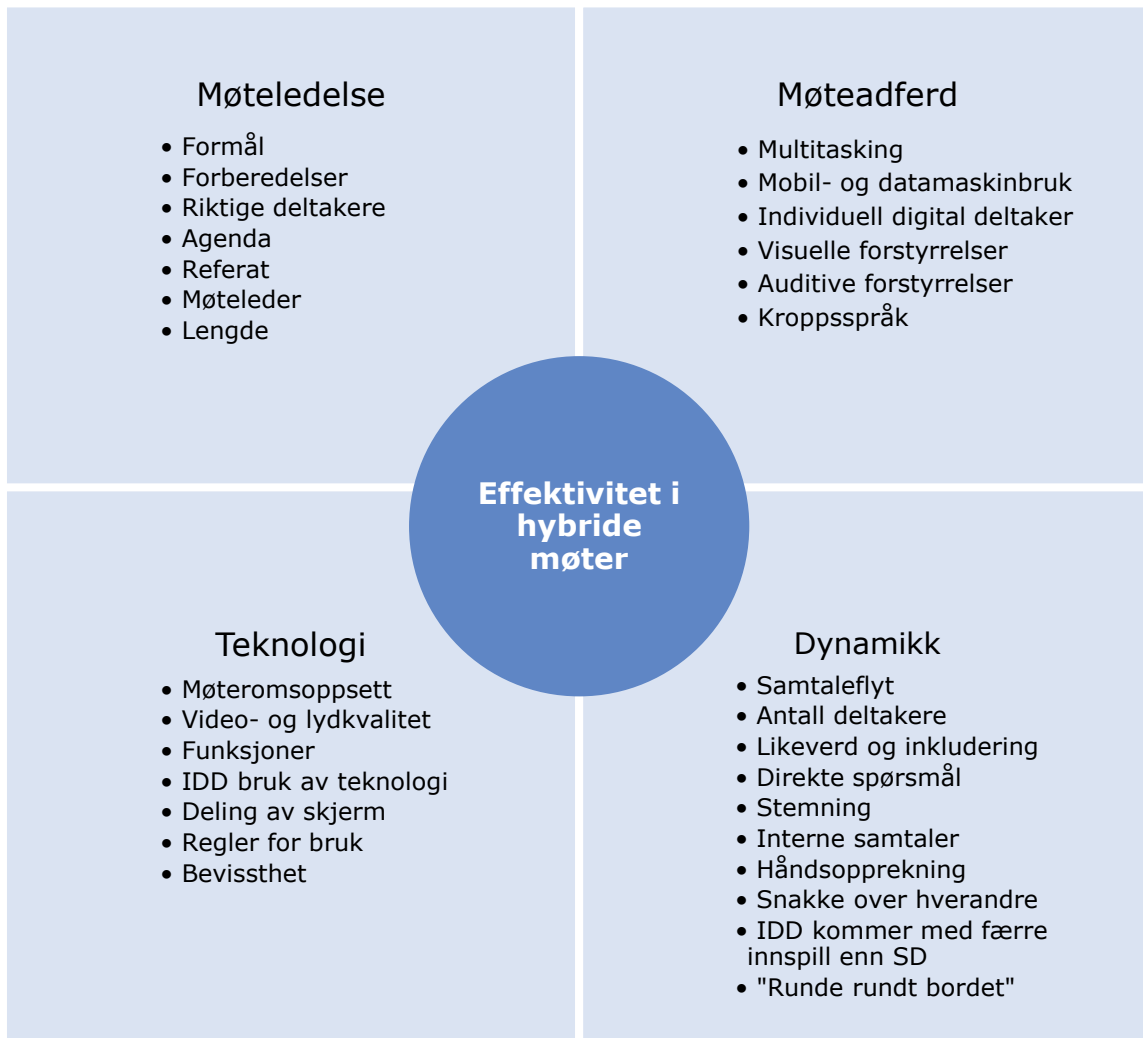 Møteledelse
• Formål
• Forberedelser
• Riktige deltakere
• Agenda
• Referat
• Møteleder
• Lengde
Møteadferd
• Multitasking
• Mobil- og datamaskinbruk
• Individuell digital deltaker
• Visuelle forstyrrelser
• Auditive forstyrrelser
• Kroppsspråk
Effektivitet i
hybride
møter
Teknologi
• Møteromsoppsett
• Video- og lydkvalitet
• Funksjoner
• IDD bruk av teknologi
• Deling av skjerm
• Regler for bruk
• Bevissthet
Dynamikk
• Samtaleflyt
• Antall deltakere
• Likeverd og inkludering
• Direkte spørsmål
• Stemning
• Interne samtaler
• Håndsopprekning
• Snakke over hverandre
• IDD kommer med færre
innspill enn SD
• "Runde rundt bordet"